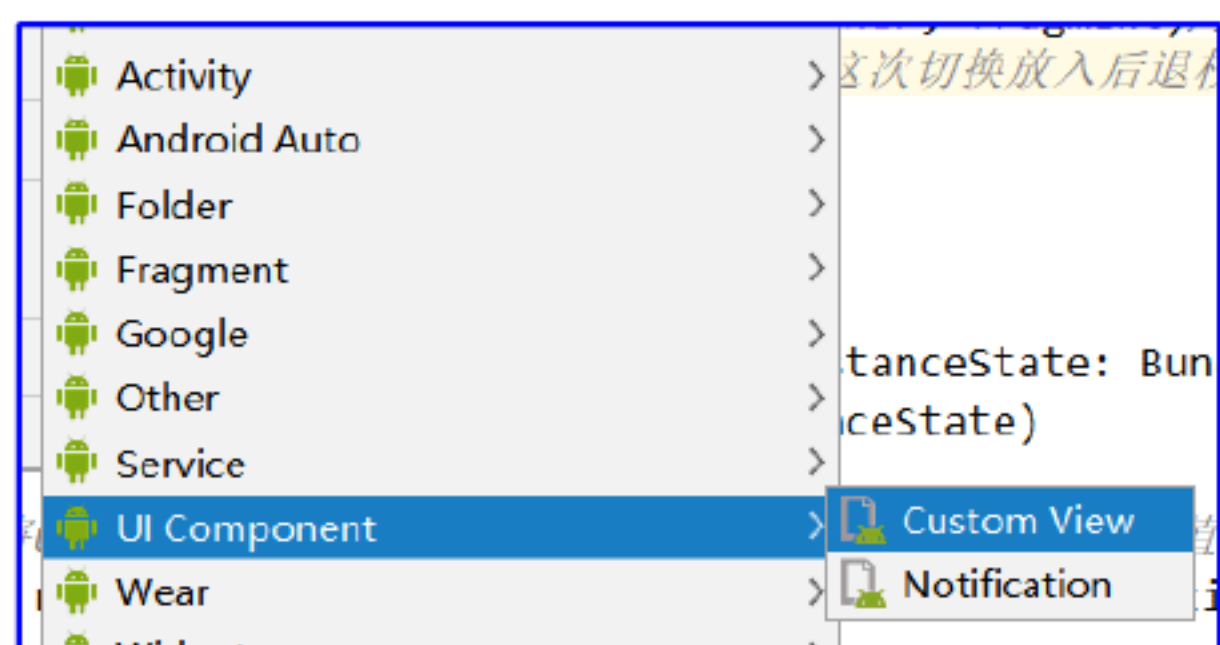 Activity
这次切换放入后退
Android Auto
Folder
Fragment
Google
tanceState: Bun
Other
ceState)
Service
UI Component
Custom View
Wear
Notification